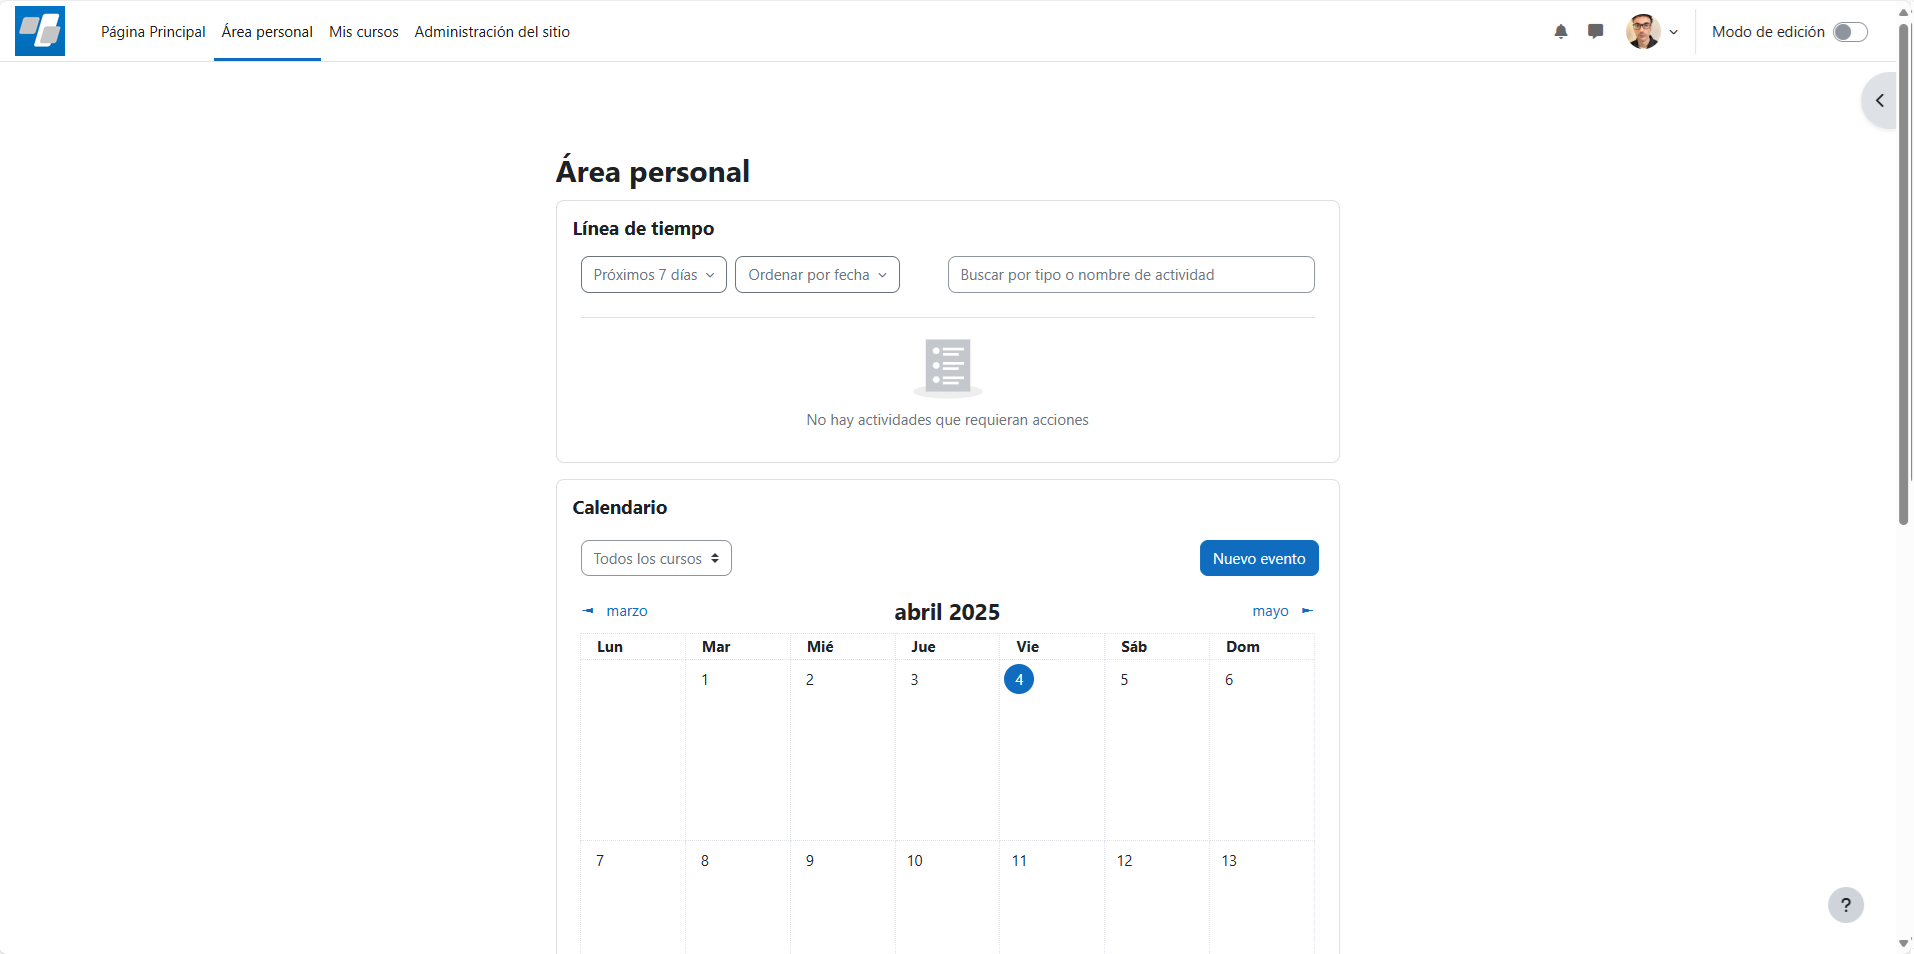 Página Principal Área personal Mis cursos Administración del sitio Modo de edición
Área personal
Línea de tiempo
Próximos 7 días Ordenar por fecha Buscar por tipo o nombre de actividad
No hay actividades que requieran acciones
Calendario
Todos los cursos Nuevo evento
◄ marzo abril 2025 mayo ►
Lun Mar Mié Jue Vie Sáb Dom
1 2 3 4 5 6
7 8 9 10 11 12 13
?